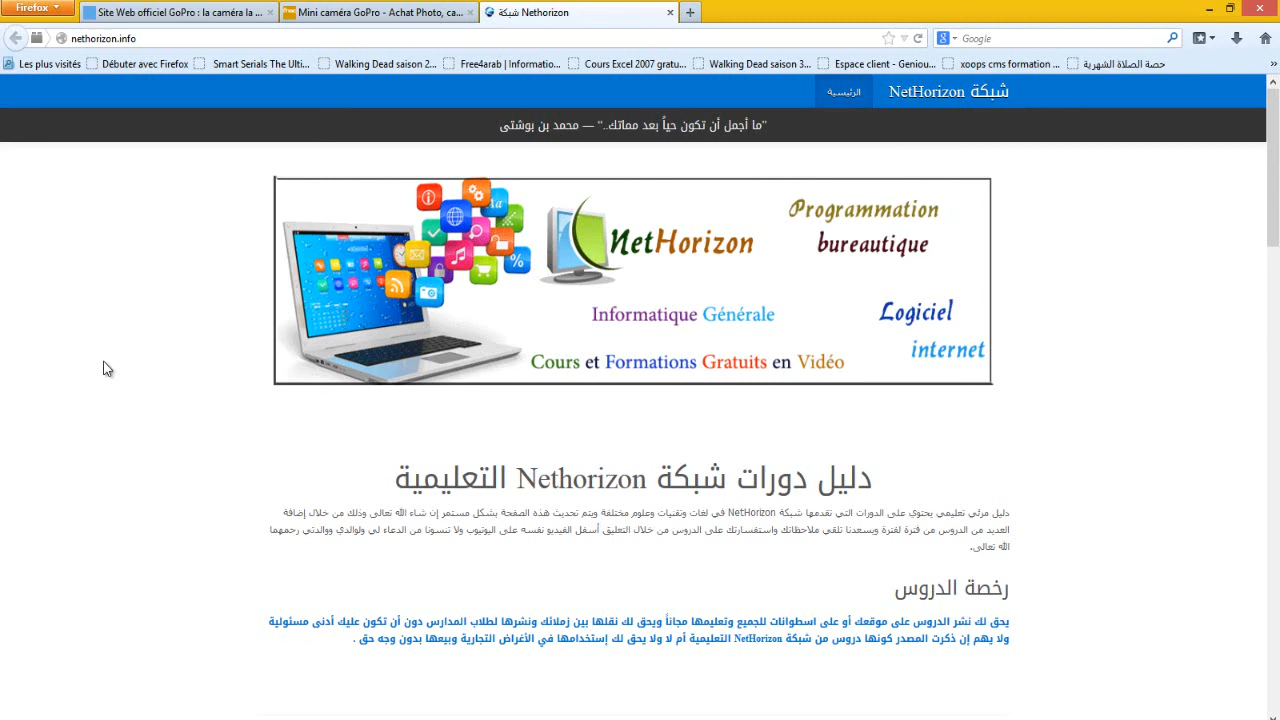 Firefox
Site Web officiel GoPro : la caméra la ...
Mini caméra GoPro - Achat Photo, ca...
شبكة Nethorizon
nethorizon.info
Google
Les plus visités
Débuter avec Firefox
Smart Serials The Ulti...
Walking Dead saison 2...
Free4arab | Informatio...
Cours Excel 2007 gratu...
Walking Dead saison 3...
Espace client - Geniou...
xoops cms formation ...
حصة الصلاة الشهرية
شبكة NetHorizon
الرئيسية
"ما أجمل أن تكون حياً بعد مماتك.." — محمد بن بوشتى
NetHorizon
Programmation
bureautique
Informatique Générale
Logiciel
internet
Cours et Formations Gratuits en Vidéo
دليل دورات شبكة Nethorizon التعليمية
دليل مرئي تعليمي يحتوي على الدورات التي تقدمها شبكة NetHorizon في لغات وتقنيات وعلوم مختلفة ويتم تحديث هذه الصفحة بشكل مستمر إن شاء الله تعالى وذلك من خلال إضافة
العديد من الدروس من فترة لفترة ويسعدنا تلقي ملاحظاتك واستفسارتك على الدروس من خلال التعليق أسفل الفيديو نفسه على اليوتيوب ولا تنسونا من الدعاء لي ولوالدي ووالدتي رحمهما
الله تعالى.
رخصة الدروس
يحق لك نشر الدروس على موقعك أو على اسطوانات للجميع وتعليمها مجاناً ويحق لك نقلها بين زملائك ونشرها لطلاب المدارس دون أن تكون عليك أدنى مسئولية
ولا يهم إن ذكرت المصدر كونها دروس من شبكة NetHorizon التعليمية أم لا ولا يحق لك إستخدامها في الأغراض التجارية وبيعها بدون وجه حق .